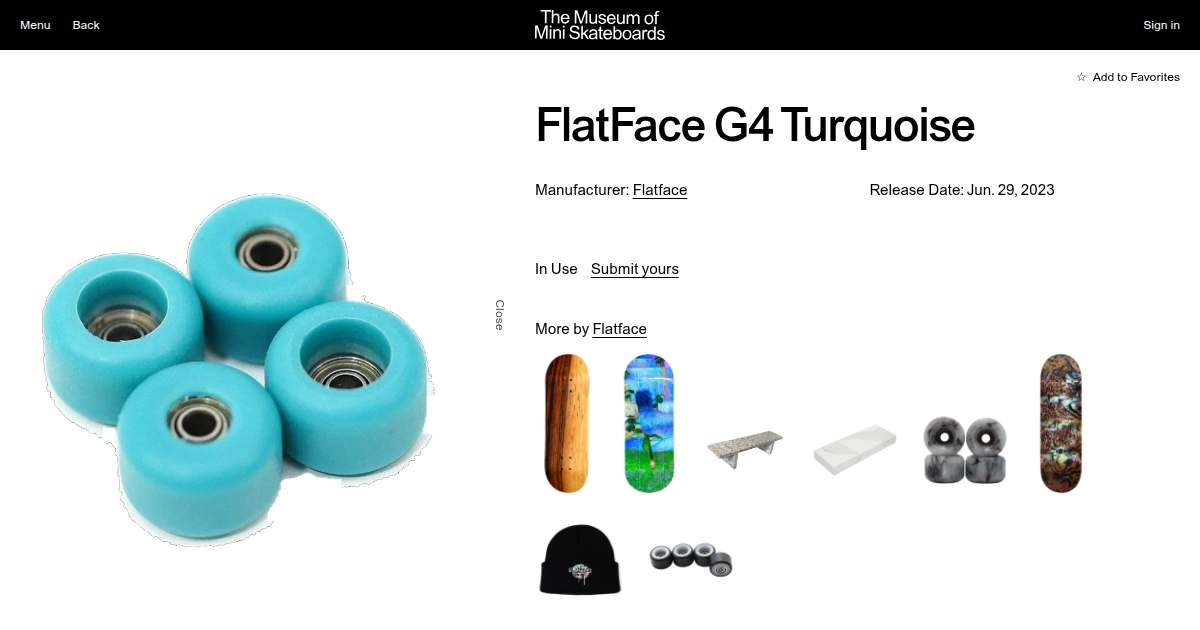 Menu
Back
The Museum of
Mini Skateboards
Sign in
☆ Add to Favorites
FlatFace G4 Turquoise
Manufacturer: Flatface
Release Date: Jun. 29, 2023
In Use Submit yours
Close
More by Flatface